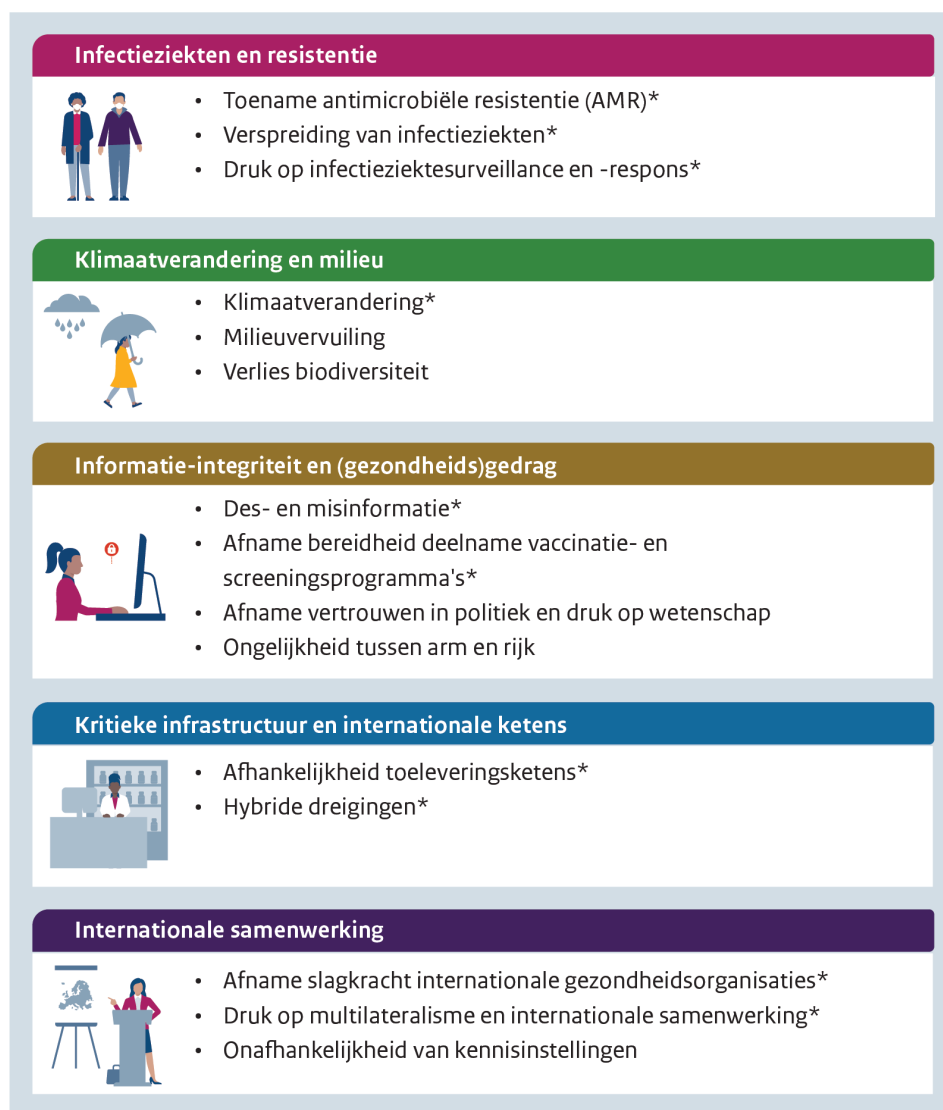 Infectieziekten en resistentie
• Toename antimicrobiële resistentie (AMR)*
• Verspreiding van infectieziekten*
• Druk op infectieziektesurveillance en -respons*
Klimaatverandering en milieu
• Klimaatverandering*
• Milieuvervuiling
• Verlies biodiversiteit
Informatie-integriteit en (gezondheids)gedrag
• Des- en misinformatie*
• Afname bereidheid deelname vaccinatie- en
screeningsprogramma's*
• Afname vertrouwen in politiek en druk op wetenschap
• Ongelijkheid tussen arm en rijk
Kritieke infrastructuur en internationale ketens
• Afhankelijkheid toeleveringsketens*
• Hybride dreigingen*
Internationale samenwerking
• Afname slagkracht internationale gezondheidsorganisaties*
• Druk op multilateralisme en internationale samenwerking*
• Onafhankelijkheid van kennisinstellingen